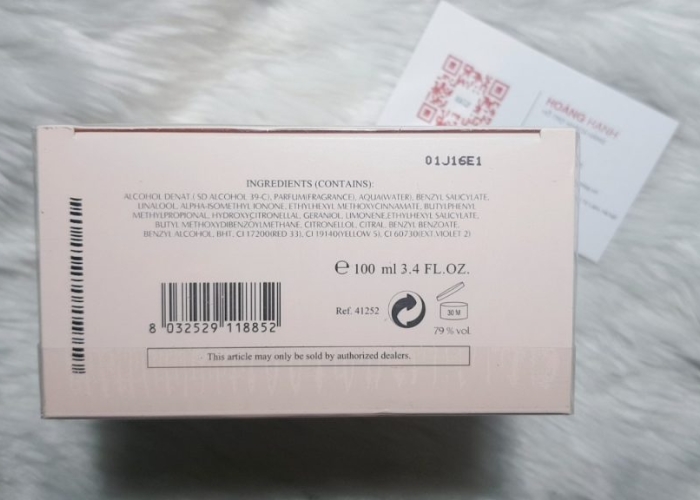 HOÀNG HẠNH
01J16E1
INGREDIENTS (CONTAINS):
ALCOHOL DENAT.( SD ALCOHOL 39-C), PARFUM(FRAGRANCE), AQUA(WATER), BENZYL SALICYLATE,
LINALOOL, ALPHA-ISOMETHYL IONONE, ETHYLHEXYL METHOXYCINNAMATE, BUTYLPHENYL
METHYLPROPIONAL, HYDROXYCITRONELLAL, GERANIOL, LIMONENE,ETHYLHEXYL SALICYLATE,
BUTYL METHOXYDIBENZOYLMETHANE, CITRONELLOL, CITRAL, BENZYL BENZOATE,
BENZYL ALCOHOL, BHT, CI 17200(RED 33), CI 19140(YELLOW 5), CI 60730(EXT.VIOLET 2)
℮ 100 ml 3.4 FL.OZ.
Ref. 41252
30 M
79 % vol.
8 032529 118852
This article may only be sold by authorized dealers.